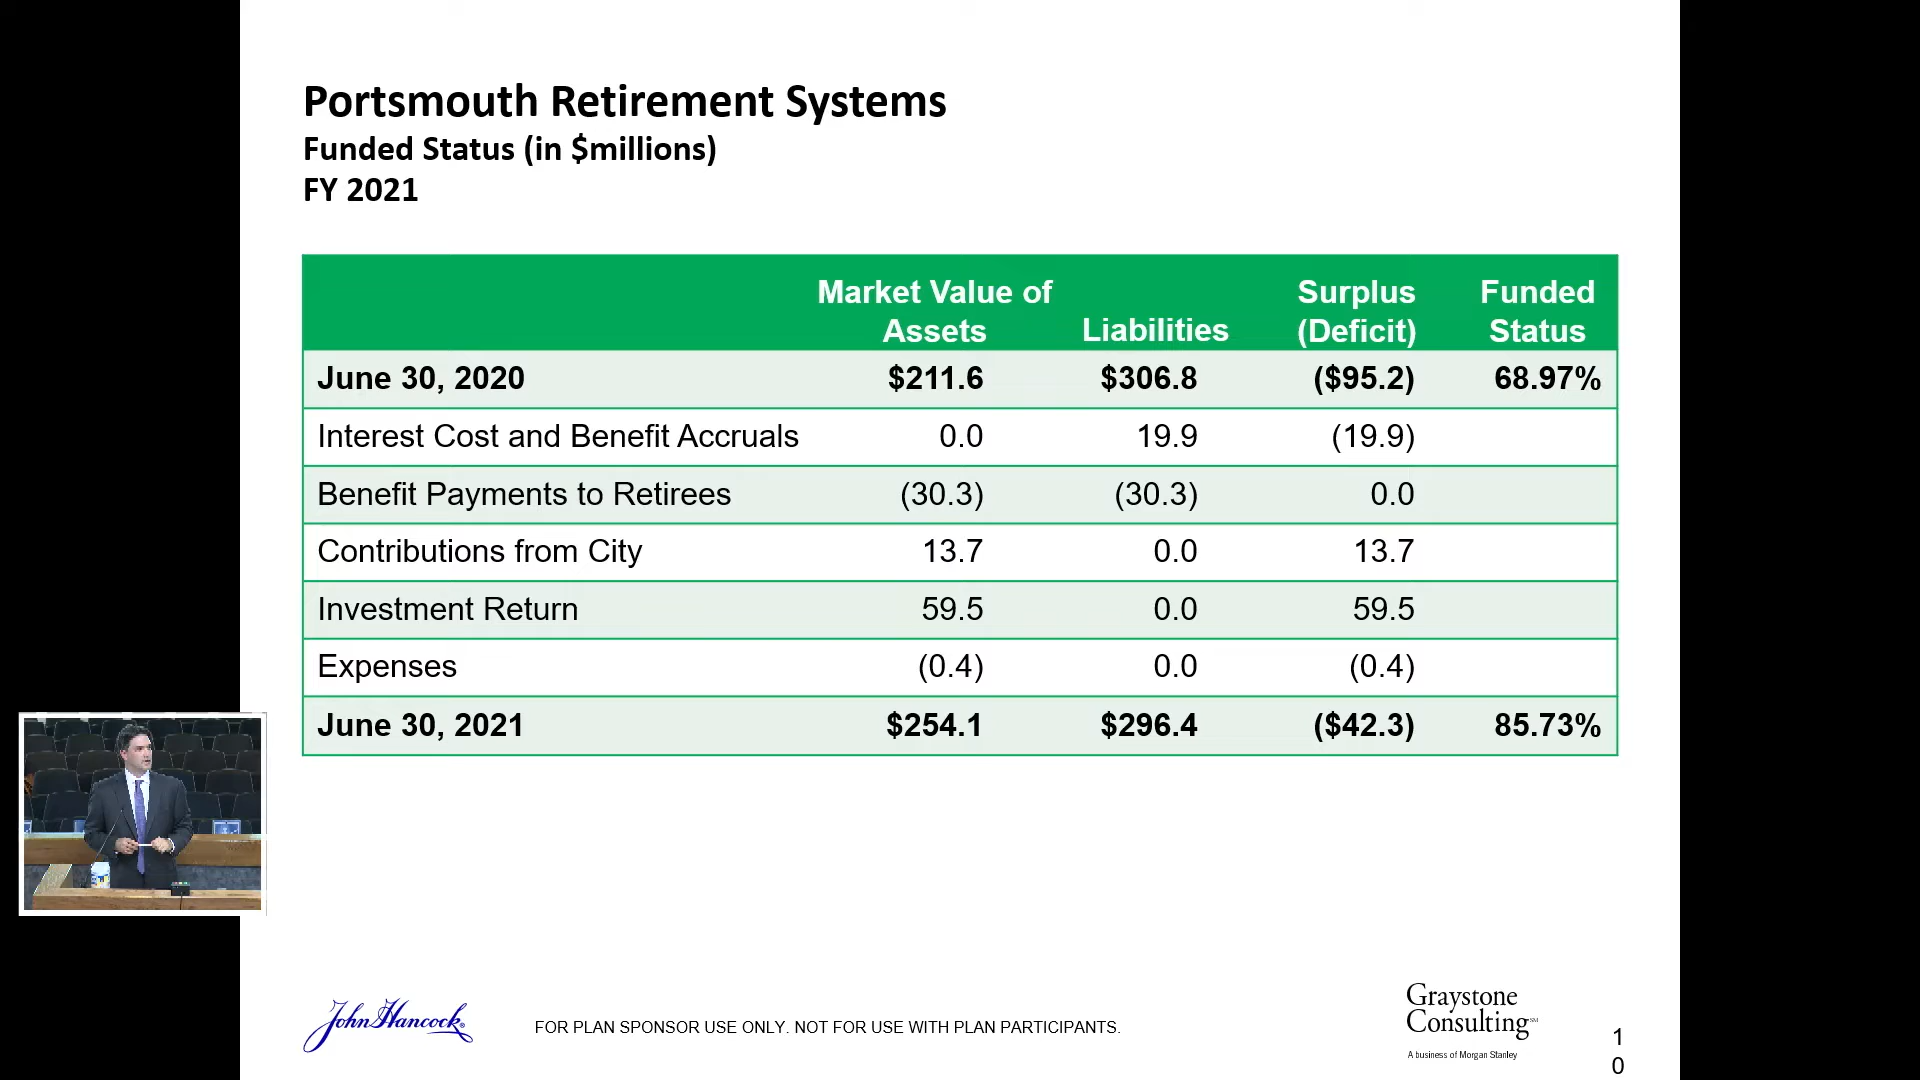 Portsmouth Retirement Systems
Funded Status (in $millions)
FY 2021
Market Value of Assets Liabilities Surplus (Deficit) Funded Status
June 30, 2020 $211.6 $306.8 ($95.2) 68.97%
Interest Cost and Benefit Accruals 0.0 19.9 (19.9)
Benefit Payments to Retirees (30.3) (30.3) 0.0
Contributions from City 13.7 0.0 13.7
Investment Return 59.5 0.0 59.5
Expenses (0.4) 0.0 (0.4)
June 30, 2021 $254.1 $296.4 ($42.3) 85.73%
John Hancock®
FOR PLAN SPONSOR USE ONLY. NOT FOR USE WITH PLAN PARTICIPANTS.
Graystone
Consulting℠
A business of Morgan Stanley
1
0